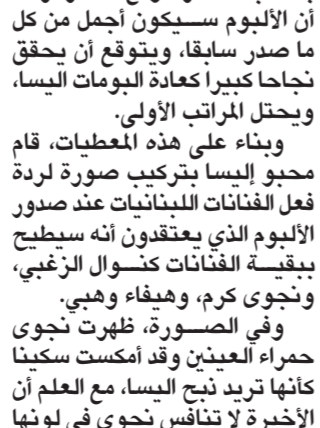 أن الألبوم سيكون أجمل من كل
ما صدر سابقا، ويتوقع أن يحقق
نجاحا كبيرا كعادة البومات اليسا،
ويحتل المراتب الأولى.
وبناء على هذه المعطيات، قام
محبو إليسا بتركيب صورة لردة
فعل الفنانات اللبنانيات عند صدور
الألبوم الذي يعتقدون أنه سيطيح
ببقية الفنانات كنوال الزغبي،
ونجوى كرم، وهيفاء وهبي.
وفي الصورة، ظهرت نجوى
حمراء العينين وقد أمكست سكينا
كأنها تريد ذبح اليسا، مع العلم أن
الأخيرة لا تنافس نجوى في لونها